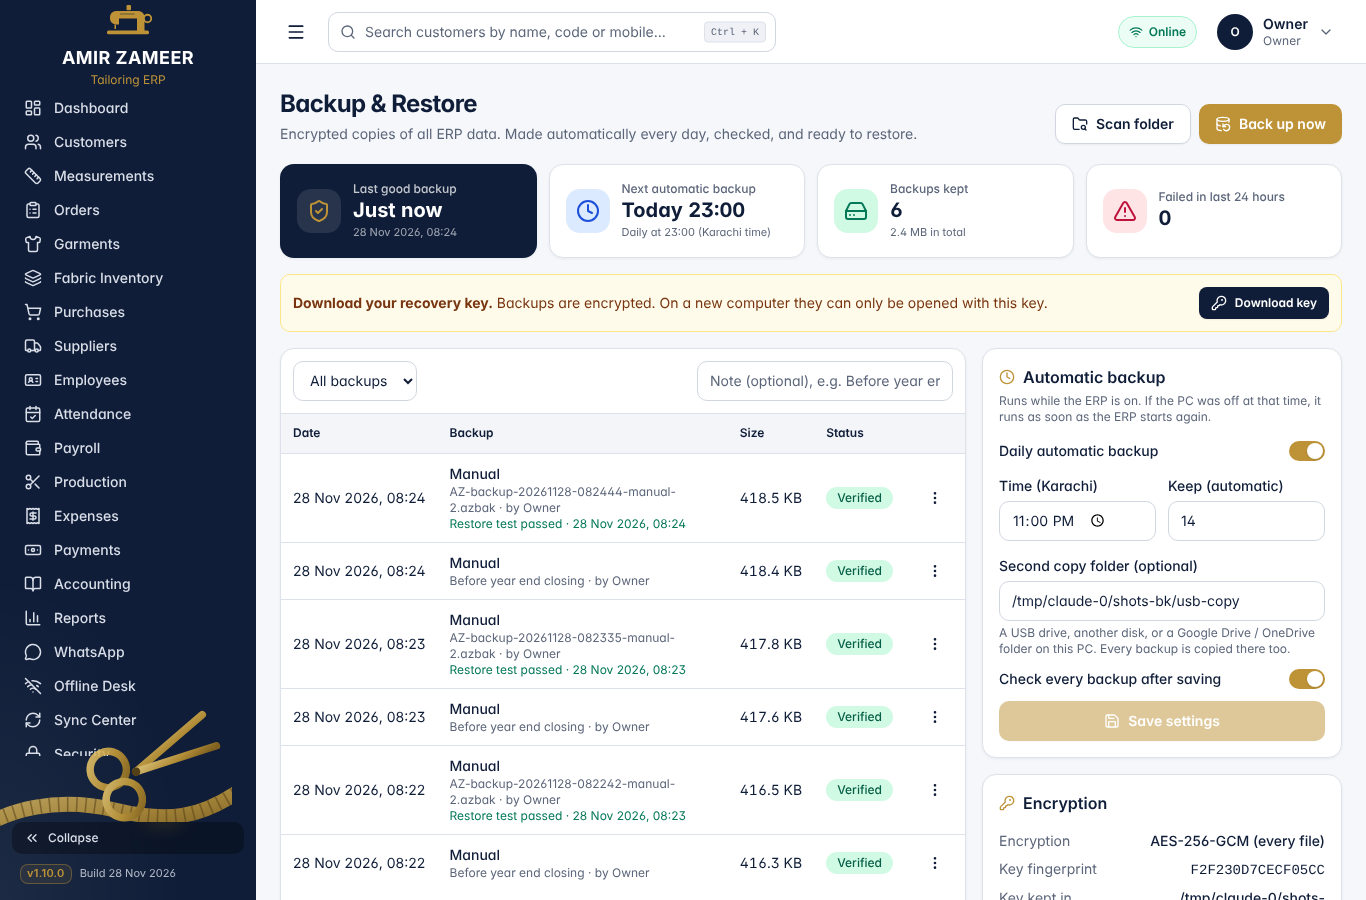 AMIR ZAMEER
Tailoring ERP
Dashboard
Customers
Measurements
Orders
Garments
Fabric Inventory
Purchases
Suppliers
Employees
Attendance
Payroll
Production
Expenses
Payments
Accounting
Reports
WhatsApp
Offline Desk
Sync Center
Security
Collapse
v1.10.0 Build 28 Nov 2026
Search customers by name, code or mobile... Ctrl + K
Online
O
Owner
Owner
Backup & Restore
Encrypted copies of all ERP data. Made automatically every day, checked, and ready to restore.
Scan folder
Back up now
Last good backup
Just now
28 Nov 2026, 08:24
Next automatic backup
Today 23:00
Daily at 23:00 (Karachi time)
Backups kept
6
2.4 MB in total
Failed in last 24 hours
0
Download your recovery key. Backups are encrypted. On a new computer they can only be opened with this key.
Download key
All backups
Note (optional), e.g. Before year er
Date Backup Size Status
Manual
28 Nov 2026, 08:24 AZ-backup-20261128-082444-manual- 418.5 KB Verified
2.azbak · by Owner
Restore test passed · 28 Nov 2026, 08:24
Manual
28 Nov 2026, 08:24 Before year end closing · by Owner 418.4 KB Verified
Manual
28 Nov 2026, 08:23 AZ-backup-20261128-082335-manual- 417.8 KB Verified
2.azbak · by Owner
Restore test passed · 28 Nov 2026, 08:23
Manual
28 Nov 2026, 08:23 Before year end closing · by Owner 417.6 KB Verified
Manual
28 Nov 2026, 08:22 AZ-backup-20261128-082242-manual- 416.5 KB Verified
2.azbak · by Owner
Restore test passed · 28 Nov 2026, 08:23
Manual
28 Nov 2026, 08:22 Before year end closing · by Owner 416.3 KB Verified
Automatic backup
Runs while the ERP is on. If the PC was off at that time, it
runs as soon as the ERP starts again.
Daily automatic backup
Time (Karachi) Keep (automatic)
11:00 PM 14
Second copy folder (optional)
/tmp/claude-0/shots-bk/usb-copy
A USB drive, another disk, or a Google Drive / OneDrive
folder on this PC. Every backup is copied there too.
Check every backup after saving
Save settings
Encryption
Encryption AES-256-GCM (every file)
Key fingerprint F2F230D7CECF05CC
Key kept in /tmp/claude-0/shots-